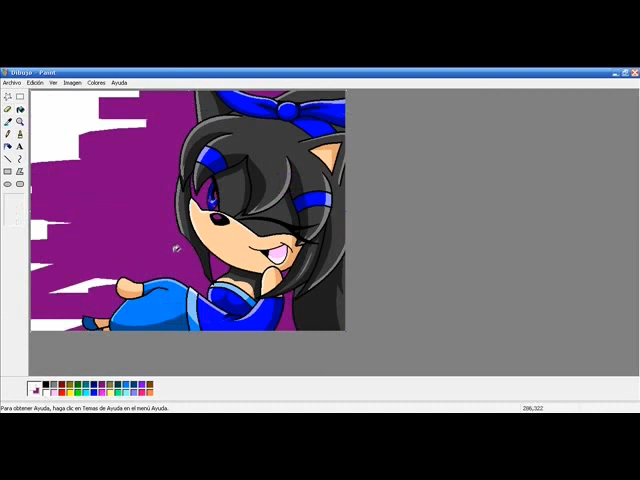 Dibujo - Paint
Archivo Edición Ver Imagen Colores Ayuda
A
Para obtener Ayuda, haga clic en Temas de Ayuda en el menú Ayuda.
286,322